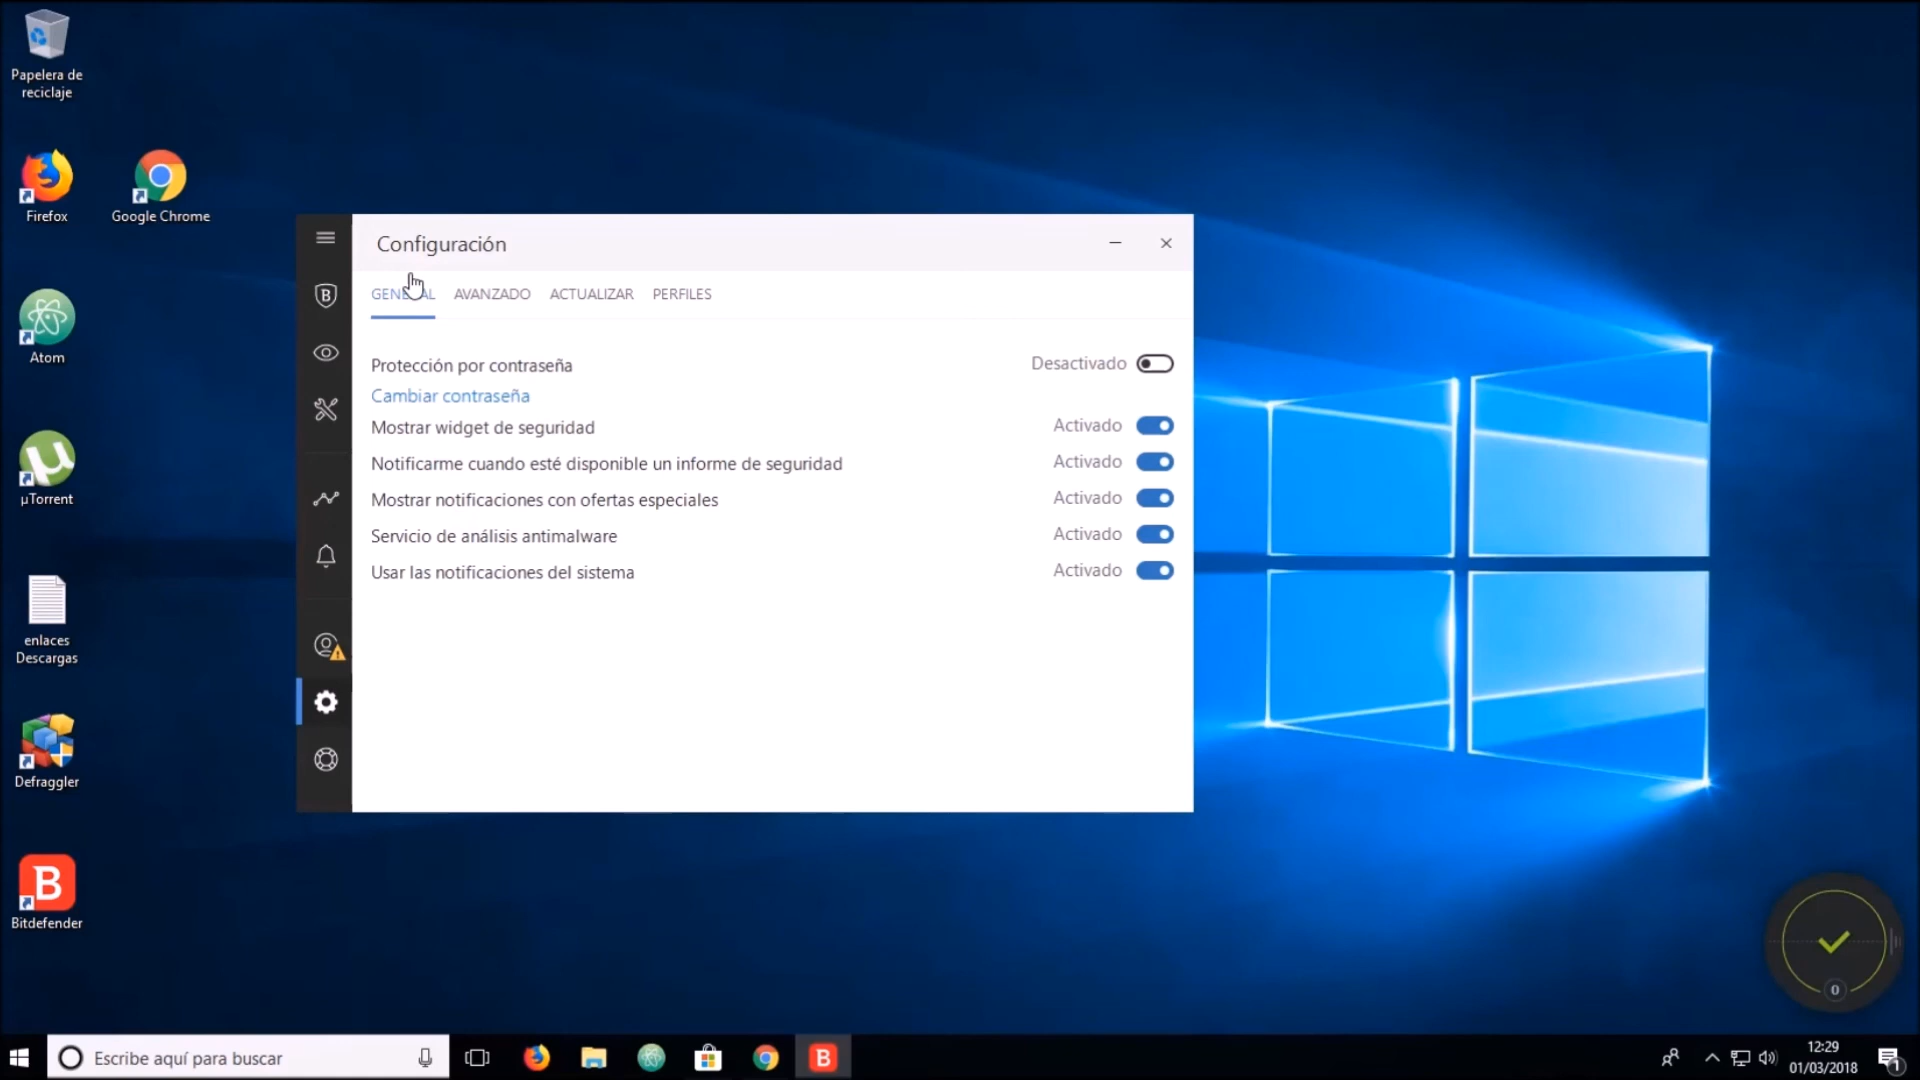 Papelera de
reciclaje
Firefox
Google Chrome
Atom
µTorrent
enlaces
Descargas
Defraggler
Bitdefender
Configuración
GENERAL AVANZADO ACTUALIZAR PERFILES
Protección por contraseña Desactivado
Cambiar contraseña
Mostrar widget de seguridad Activado
Notificarme cuando esté disponible un informe de seguridad Activado
Mostrar notificaciones con ofertas especiales Activado
Servicio de análisis antimalware Activado
Usar las notificaciones del sistema Activado
0
Escribe aquí para buscar
12:29
01/03/2018
1